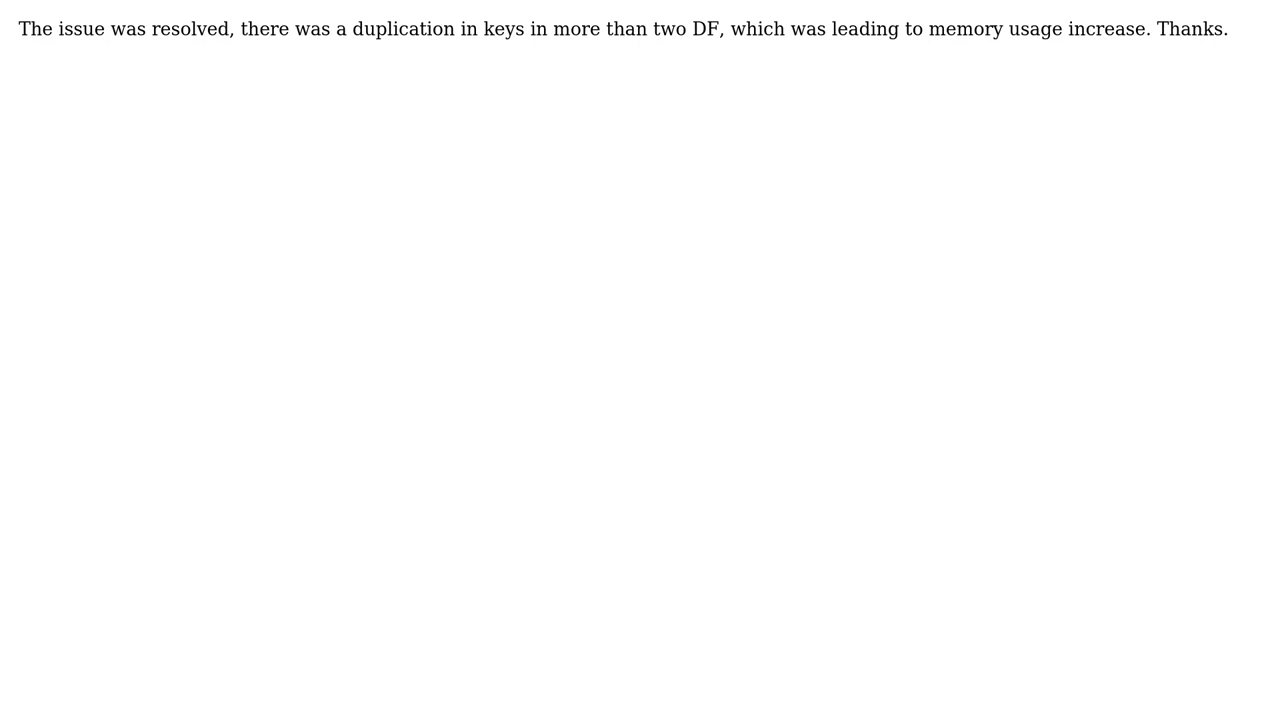 The issue was resolved, there was a duplication in keys in more than two DF, which was leading to memory usage increase. Thanks.